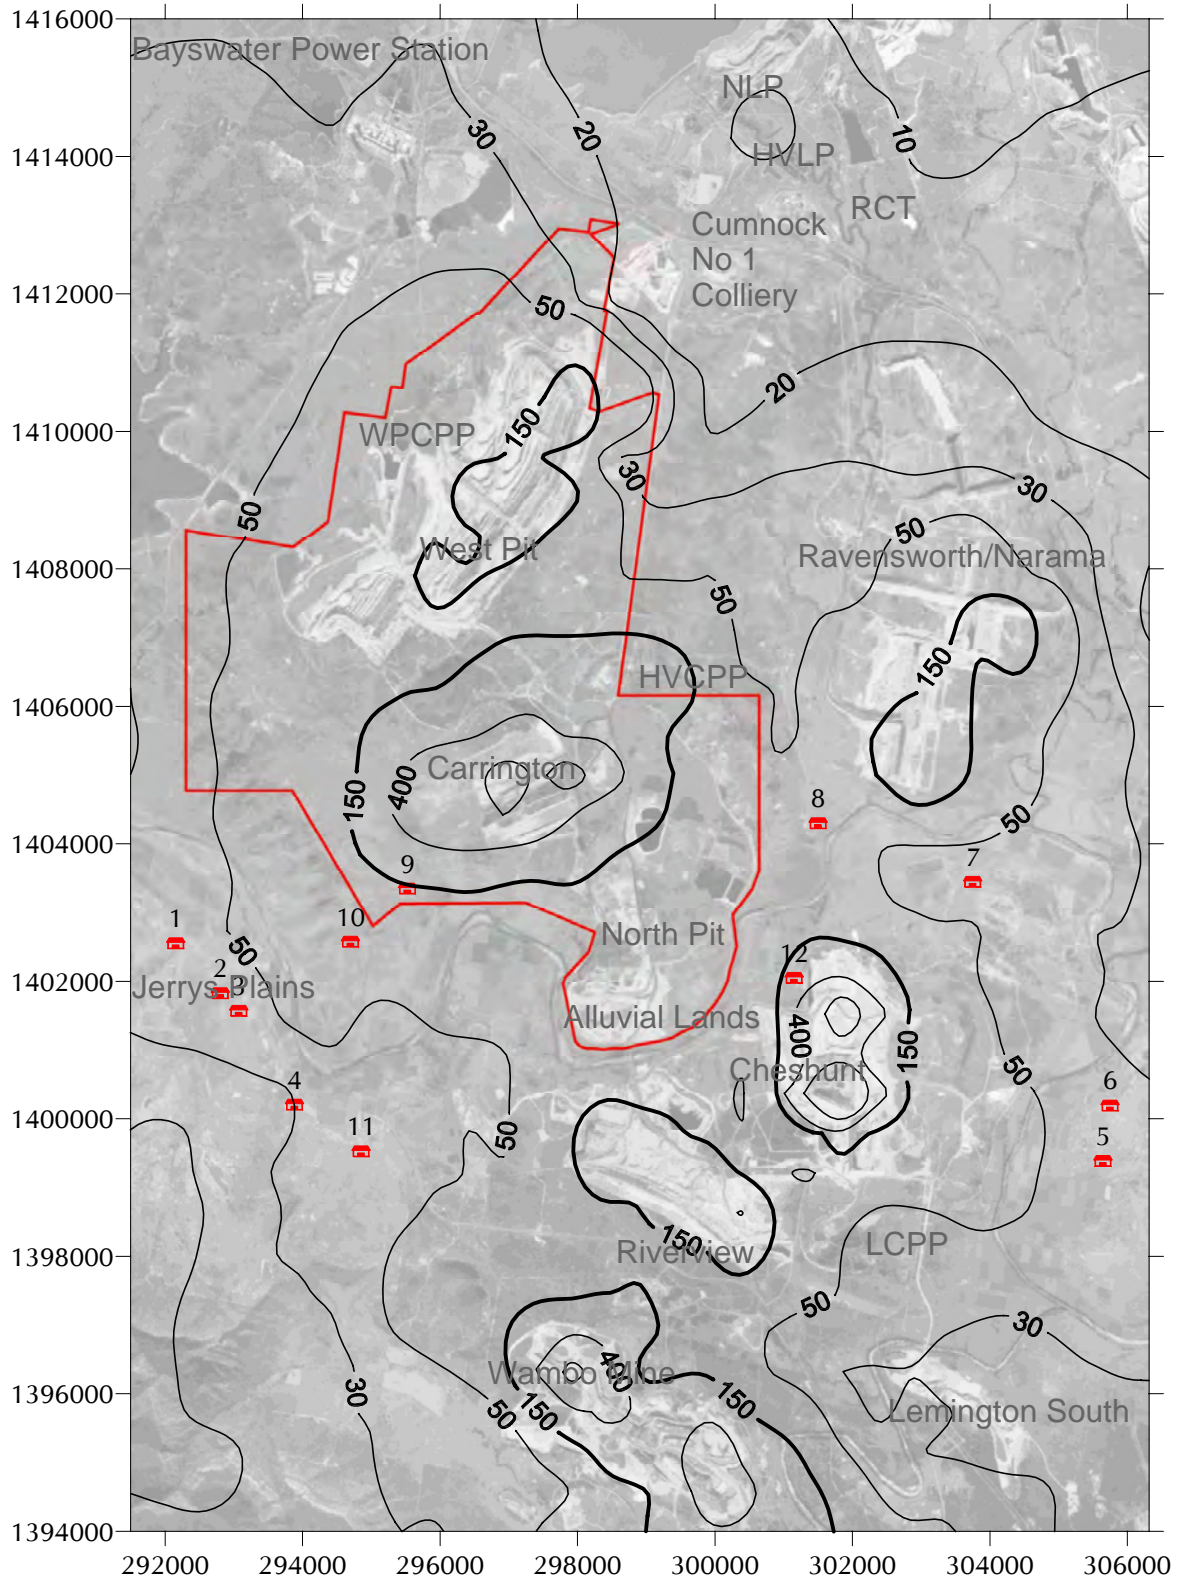 1416000
Bayswater Power Station
NLP
30
20
10
1414000
HVLP
RCT
Cumnock
No 1
Colliery
1412000
50
20
150
1410000
WPCPP
30
30
50
50
West Pit
Ravensworth/Narama
1408000
50
150
HVCPP
1406000
Carrington
400
150
8
50
1404000
7
9
1
10
North Pit
50
12
2
3
Jerrys Plains
1402000
Alluvial Lands
400
150
Cheshunt
50
4
6
1400000
11
50
5
150
Riverview
LCPP
1398000
50
30
400
Wambo Mine
1396000
30
50
150
150
Lemington South
1394000
292000 294000 296000 298000 300000 302000 304000 306000